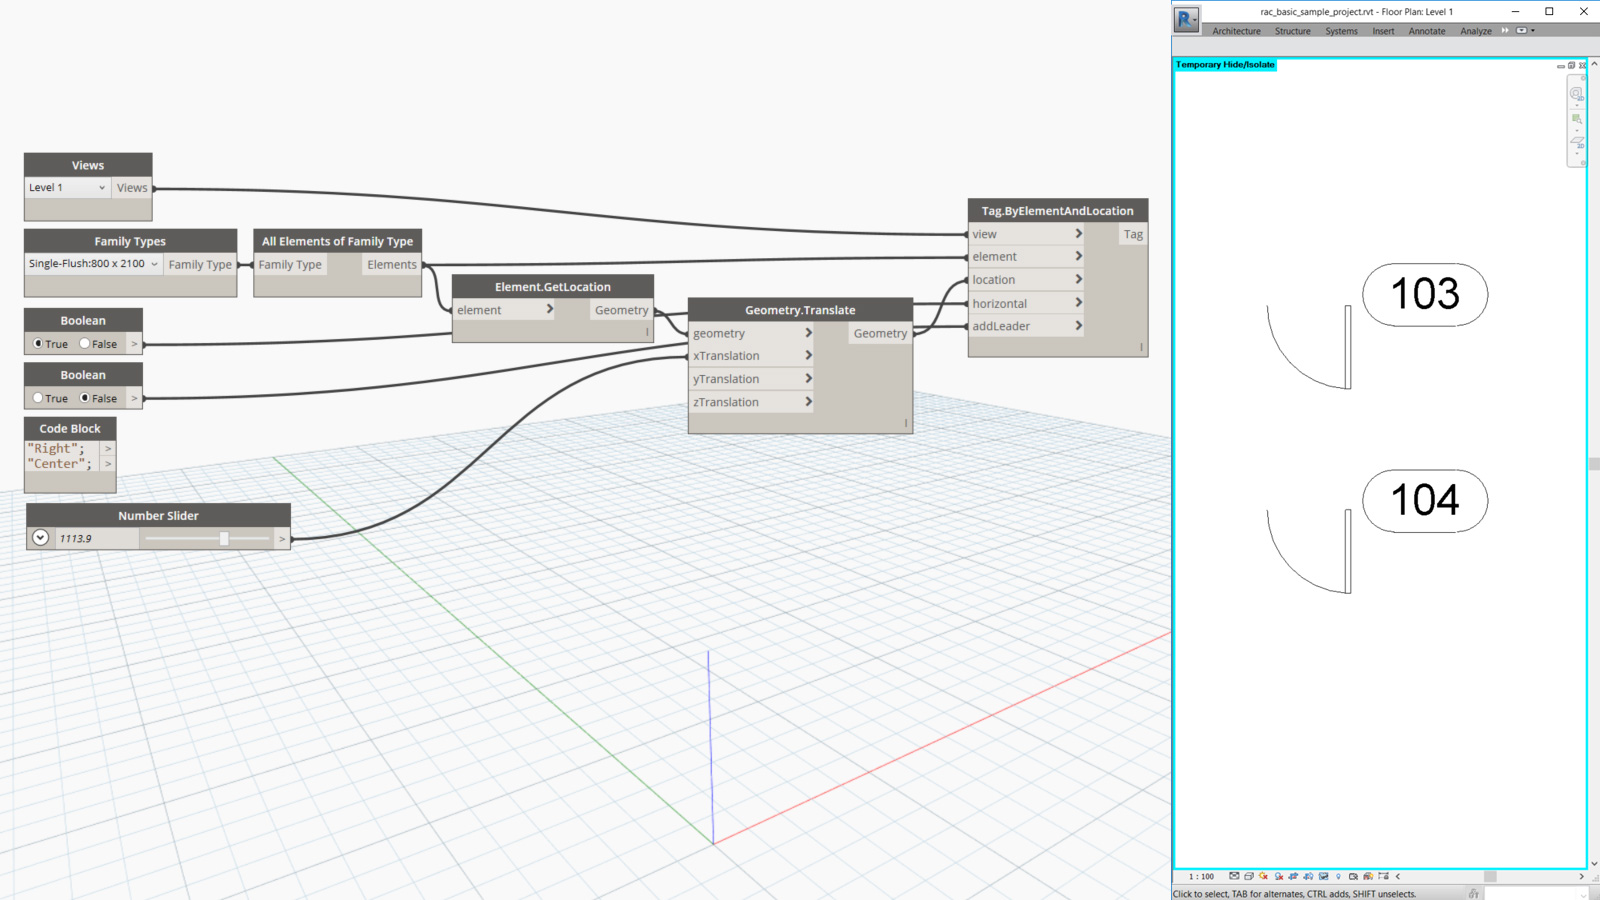 Views
Level 1
Views
Family Types
Single-Flush:800 x 2100
Family Type
All Elements of Family Type
Family Type
Elements
Boolean
True
False
>
Boolean
True
False
>
Code Block
"Right";
>
"Center";
>
Number Slider
1113.9
>
Element.GetLocation
element
>
Geometry
l
Geometry.Translate
geometry
>
Geometry
xTranslation
>
yTranslation
>
zTranslation
>
l
Tag.ByElementAndLocation
view
>
Tag
element
>
location
>
horizontal
>
addLeader
>
l
rac_basic_sample_project.rvt - Floor Plan: Level 1
R
Architecture Structure Systems Insert Annotate Analyze
Temporary Hide/Isolate
2D
103
104
1 : 100
Click to select, TAB for alternates, CTRL adds, SHIFT unselects.